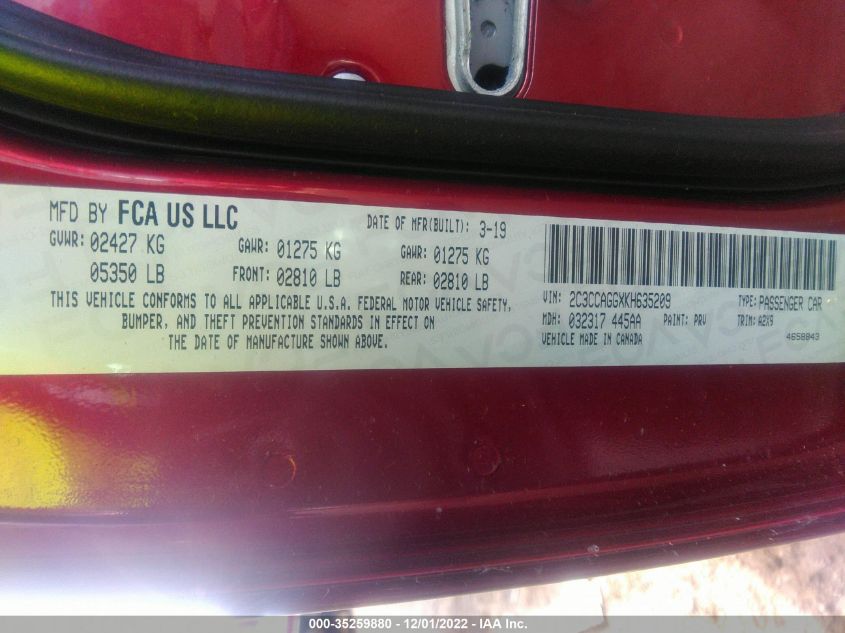 MFD BY FCA US LLC
DATE OF MFR(BUILT): 3-19
GVWR: 02427 KG GAWR: 01275 KG GAWR: 01275 KG
05350 LB FRONT: 02810 LB REAR: 02810 LB
THIS VEHICLE CONFORMS TO ALL APPLICABLE U.S.A. FEDERAL MOTOR VEHICLE SAFETY,
BUMPER, AND THEFT PREVENTION STANDARDS IN EFFECT ON
THE DATE OF MANUFACTURE SHOWN ABOVE.
VIN: 2C3CCAGGXKH635209 TYPE: PASSENGER CAR
MDH: 032317 445AA PAINT: PRV TRIM: A2X9
VEHICLE MADE IN CANADA 4658843
000-35259880 - 12/01/2022 - IAA Inc.